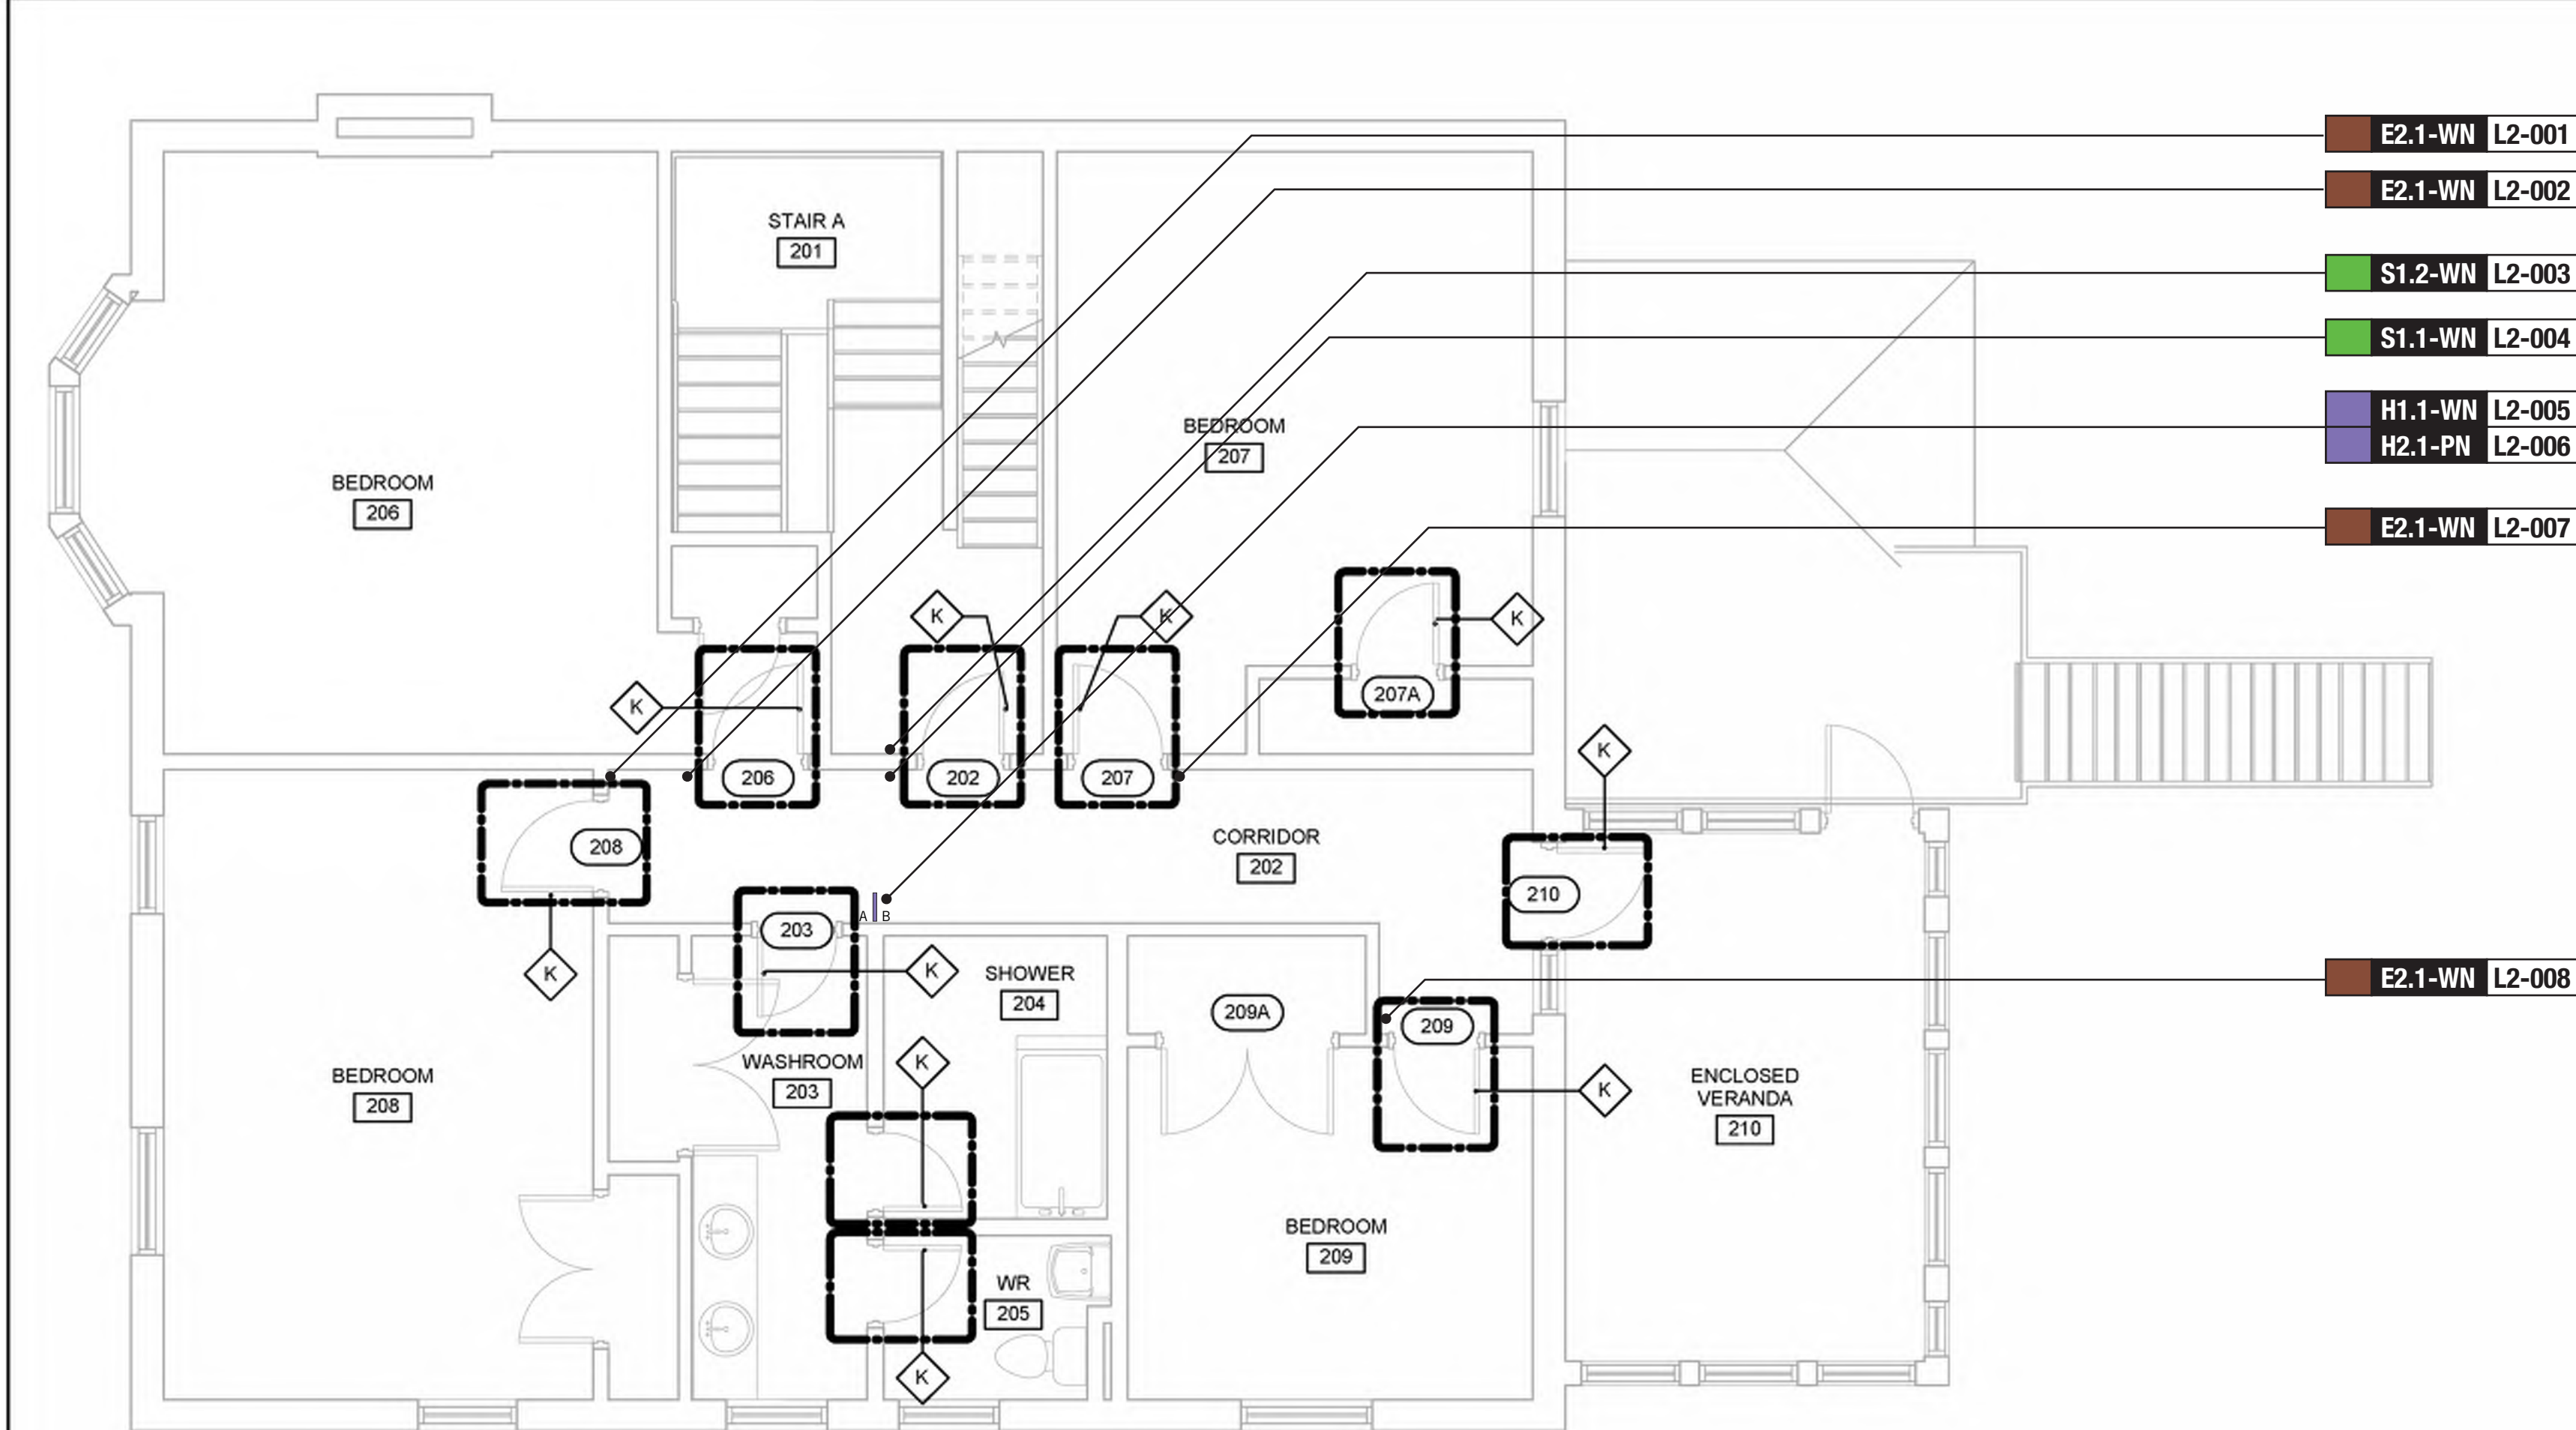 E2.1-WN L2-001
E2.1-WN L2-002
STAIR A
201
S1.2-WN L2-003
S1.1-WN L2-004
H1.1-WN L2-005
H2.1-PN L2-006
BEDROOM
207
BEDROOM
206
E2.1-WN L2-007
K
K
K
207A
K
K
206
202
207
208
CORRIDOR
202
210
A B
203
K
K
SHOWER
204
E2.1-WN L2-008
209A
209
WASHROOM
203
K
K
BEDROOM
208
ENCLOSED
VERANDA
210
BEDROOM
209
WR
205
K